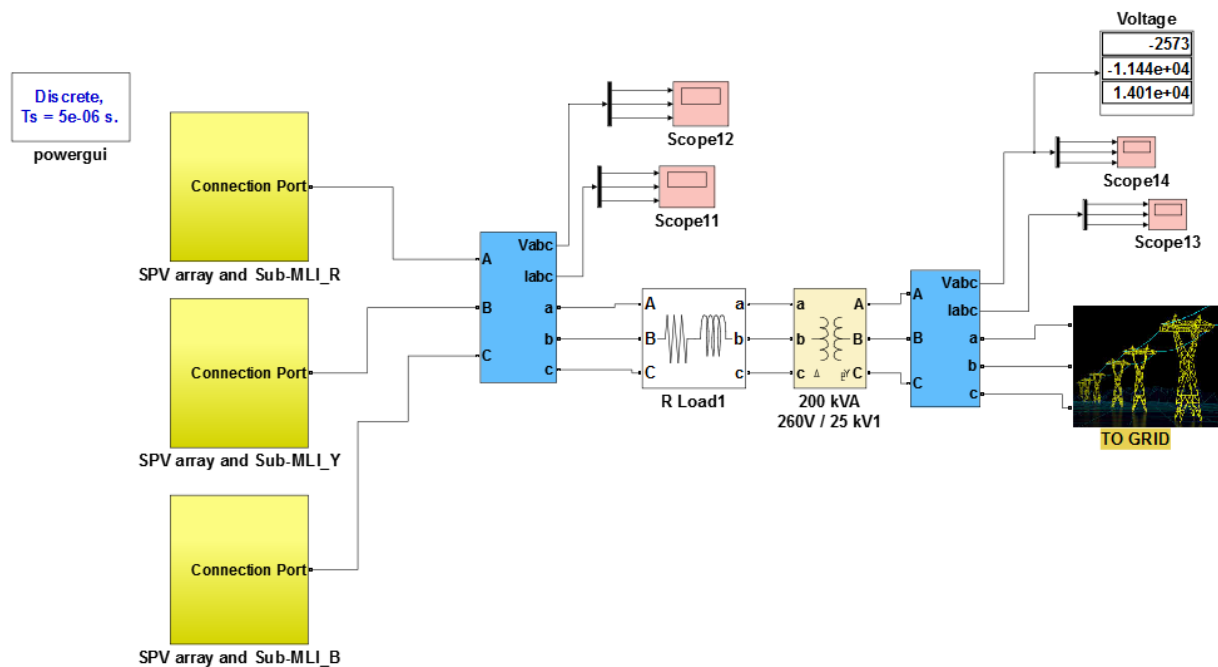 Discrete,
Ts = 5e-06 s.
powergui
Connection Port
SPV array and Sub-MLI_R
Connection Port
SPV array and Sub-MLI_Y
Connection Port
SPV array and Sub-MLI_B
A
B
C
Vabc
Iabc
a
b
c
Scope12
Scope11
A
B
C
a
b
c
R Load1
a
b
c
A
B
C
200 kVA
260V / 25 kV1
A
B
C
Vabc
Iabc
a
b
c
Voltage
-2573
-1.144e+04
1.401e+04
Scope14
Scope13
TO GRID